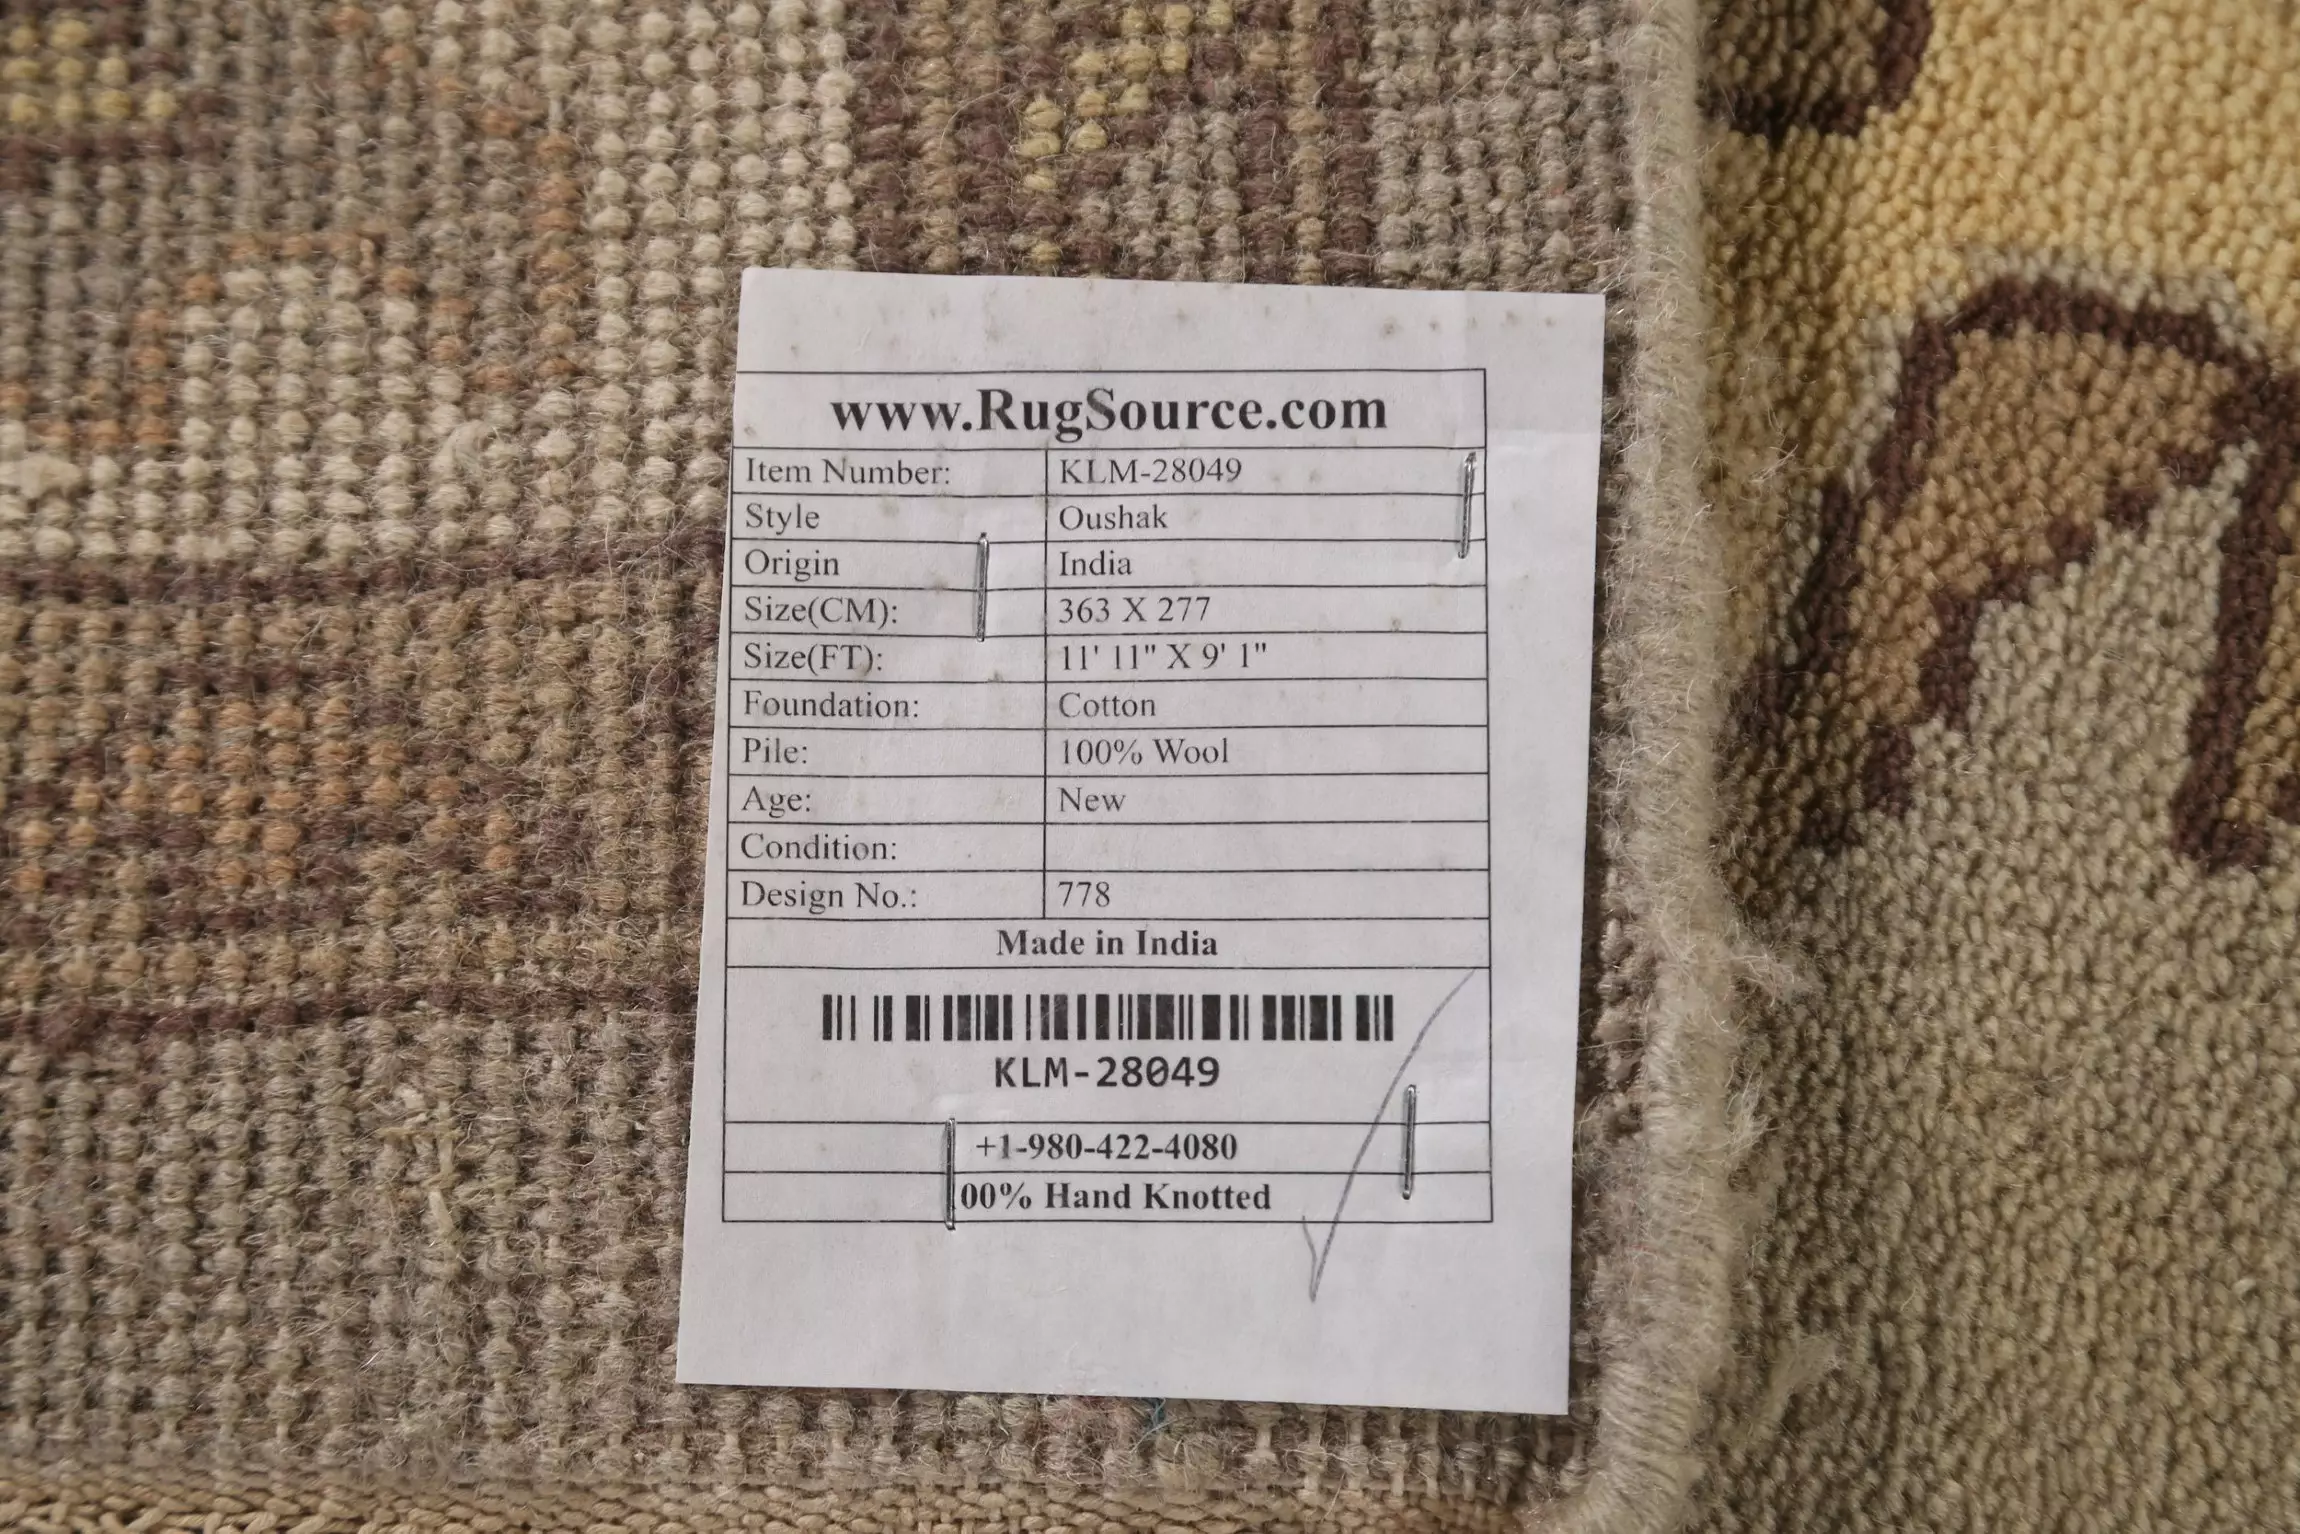 www.RugSource.com
Item Number: KLM-28049
Style Oushak
Origin India
Size(CM): 363 X 277
Size(FT): 11' 11" X 9' 1"
Foundation: Cotton
Pile: 100% Wool
Age: New
Condition:
Design No.: 778
Made in India
KLM-28049
+1-980-422-4080
00% Hand Knotted